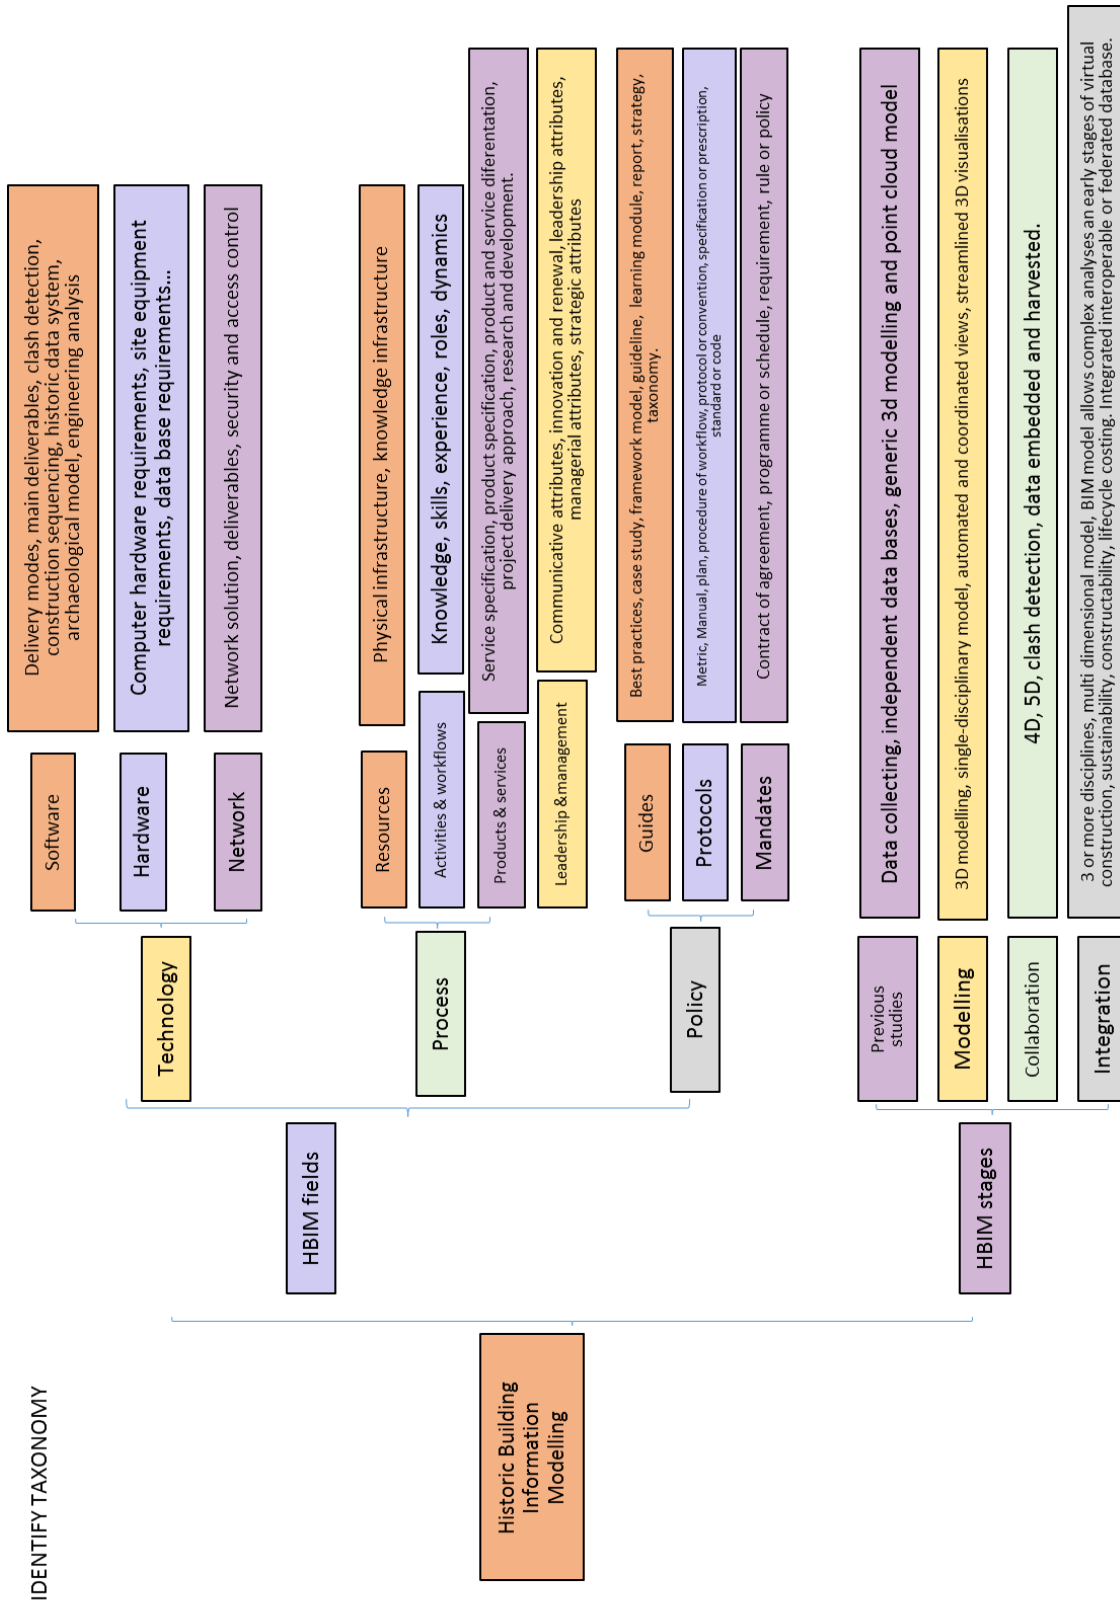 IDENTIFY TAXONOMY
Historic Building
Information
Modelling
HBIM fields
Technology
Software
Delivery modes, main deliverables, clash detection,
construction sequencing, historic data system,
archaeological model, engineering analysis
Hardware
Computer hardware requirements, site equipment
requirements, data base requirements...
Network
Network solution, deliverables, security and access control
Process
Resources
Physical infrastructure, knowledge infrastructure
Activities & workflows
Knowledge, skills, experience, roles, dynamics
Products & services
Service specification, product specification, product and service diferentation,
project delivery approach, research and development.
Leadership &management
Communicative attributes, innovation and renewal, leadership attributes,
managerial attributes, strategic attributes
Policy
Guides
Best practices, case study, framework model, guideline, learning module, report, strategy,
taxonomy.
Protocols
Metric, Manual, plan, procedure of workflow, protocol or convention, specification or prescription,
standard or code
Mandates
Contract of agreement, programme or schedule, requirement, rule or policy
HBIM stages
Previous
studies
Data collecting, independent data bases, generic 3d modelling and point cloud model
Modelling
3D modelling, single-disciplinary model, automated and coordinated views, streamlined 3D visualisations
Collaboration
4D, 5D, clash detection, data embedded and harvested.
Integration
3 or more disciplines, multi dimensional model, BIM model allows complex analyses an early stages of virtual
construction, sustainability, constructability, lifecycle costing. Integrated interoperable or federated database.